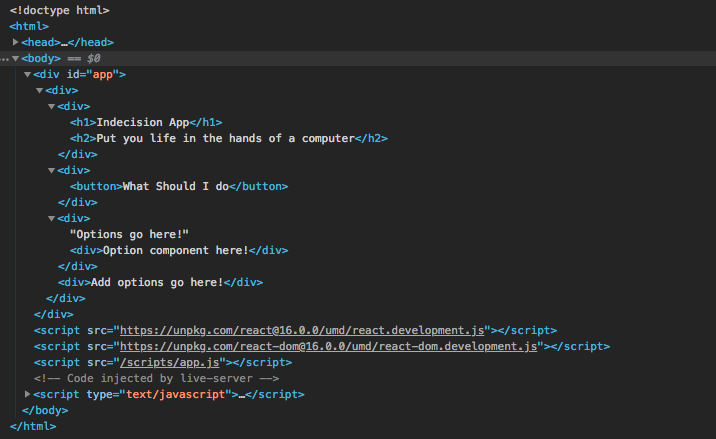 <!doctype html>
<html>
<head>…</head>
<body> == $0
<div id="app">
<div>
<div>
<h1>Indecision App</h1>
<h2>Put you life in the hands of a computer</h2>
</div>
<div>
<button>What Should I do</button>
</div>
<div>
"Options go here!"
<div>Option component here!</div>
</div>
<div>Add options go here!</div>
</div>
</div>
<script src="https://unpkg.com/react@16.0.0/umd/react.development.js"></script>
<script src="https://unpkg.com/react-dom@16.0.0/umd/react-dom.development.js"></script>
<script src="/scripts/app.js"></script>
<!-- Code injected by live-server -->
<script type="text/javascript">…</script>
</body>
</html>